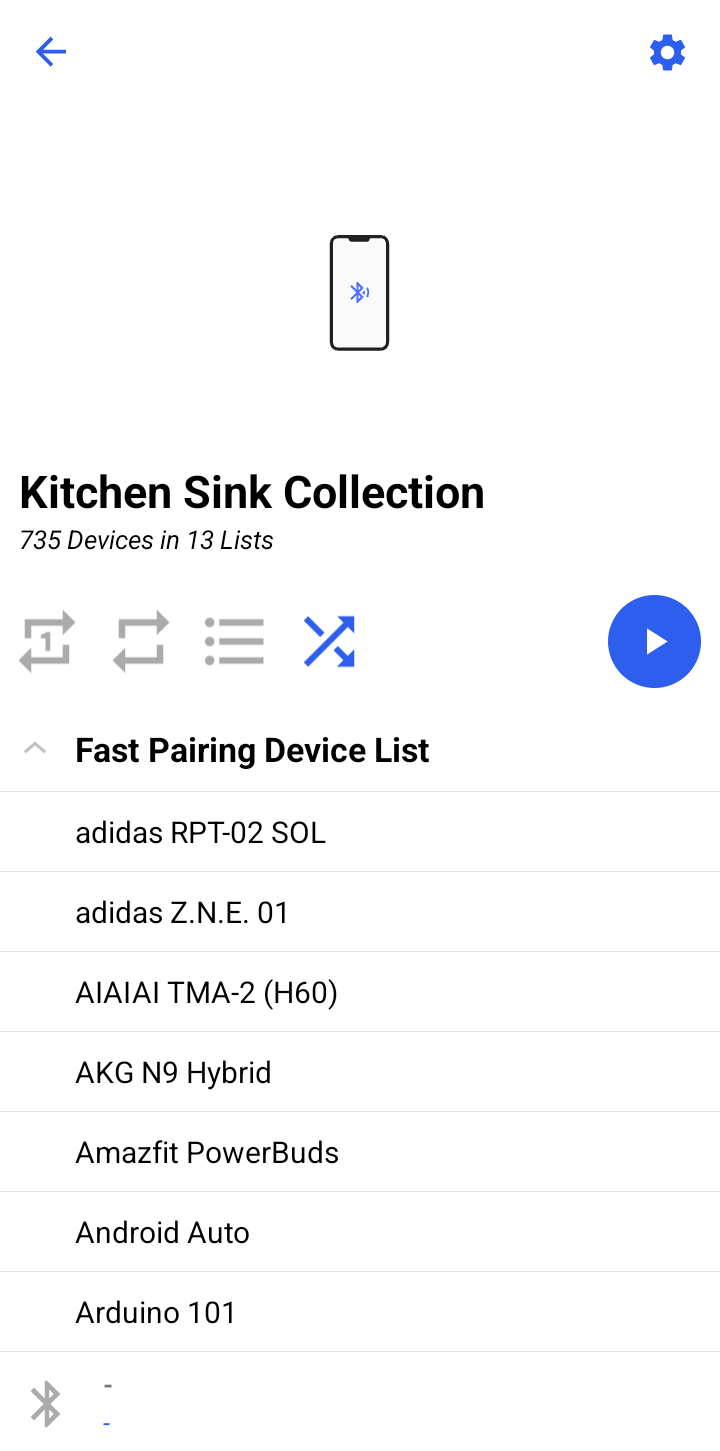 Kitchen Sink Collection
735 Devices in 13 Lists
1
Fast Pairing Device List
adidas RPT-02 SOL
adidas Z.N.E. 01
AIAIAI TMA-2 (H60)
AKG N9 Hybrid
Amazfit PowerBuds
Android Auto
Arduino 101
-
-